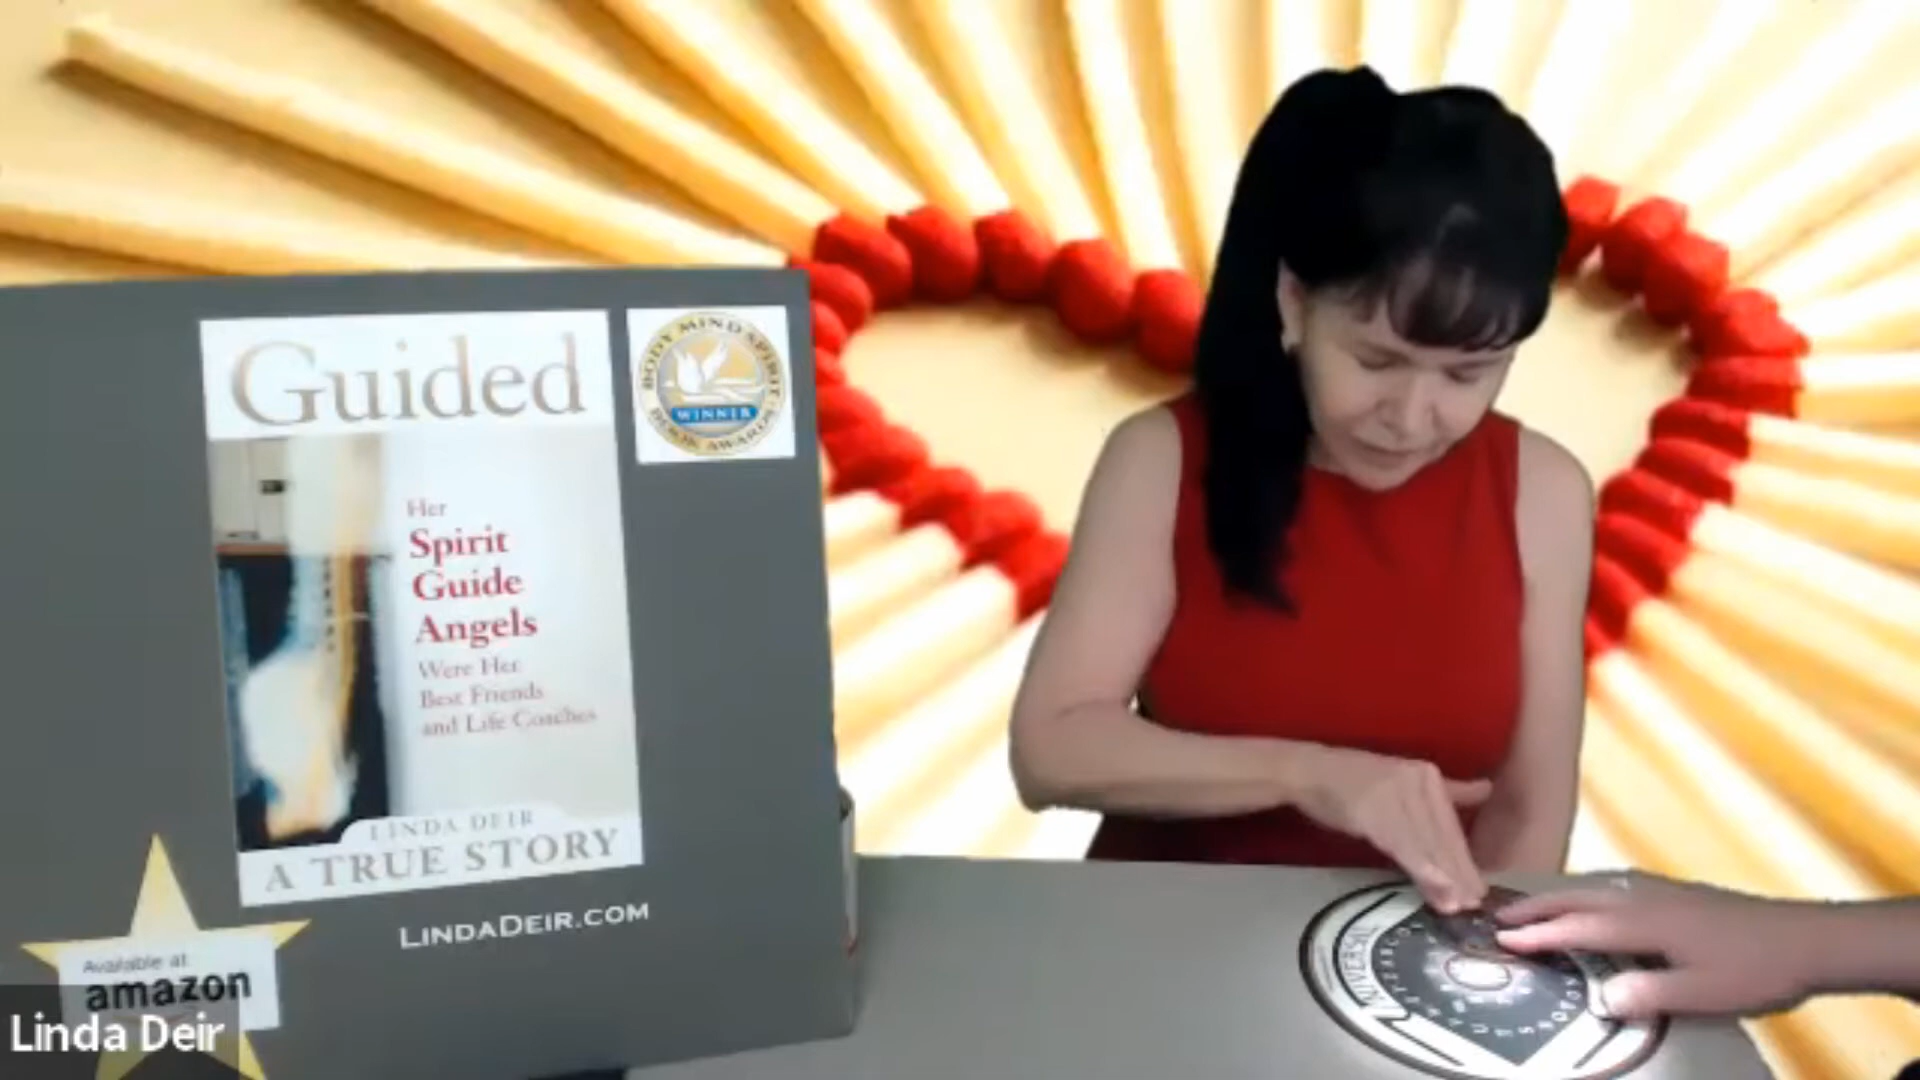 Guided
BODY MIND SPIRIT
WINNER
BOOK AWARDS
Her
Spirit
Guide
Angels
Were Her
Best Friends
and Life Coaches
LINDA DEIR
A TRUE STORY
LINDADEIR.COM
Available at
amazon
Linda Deir